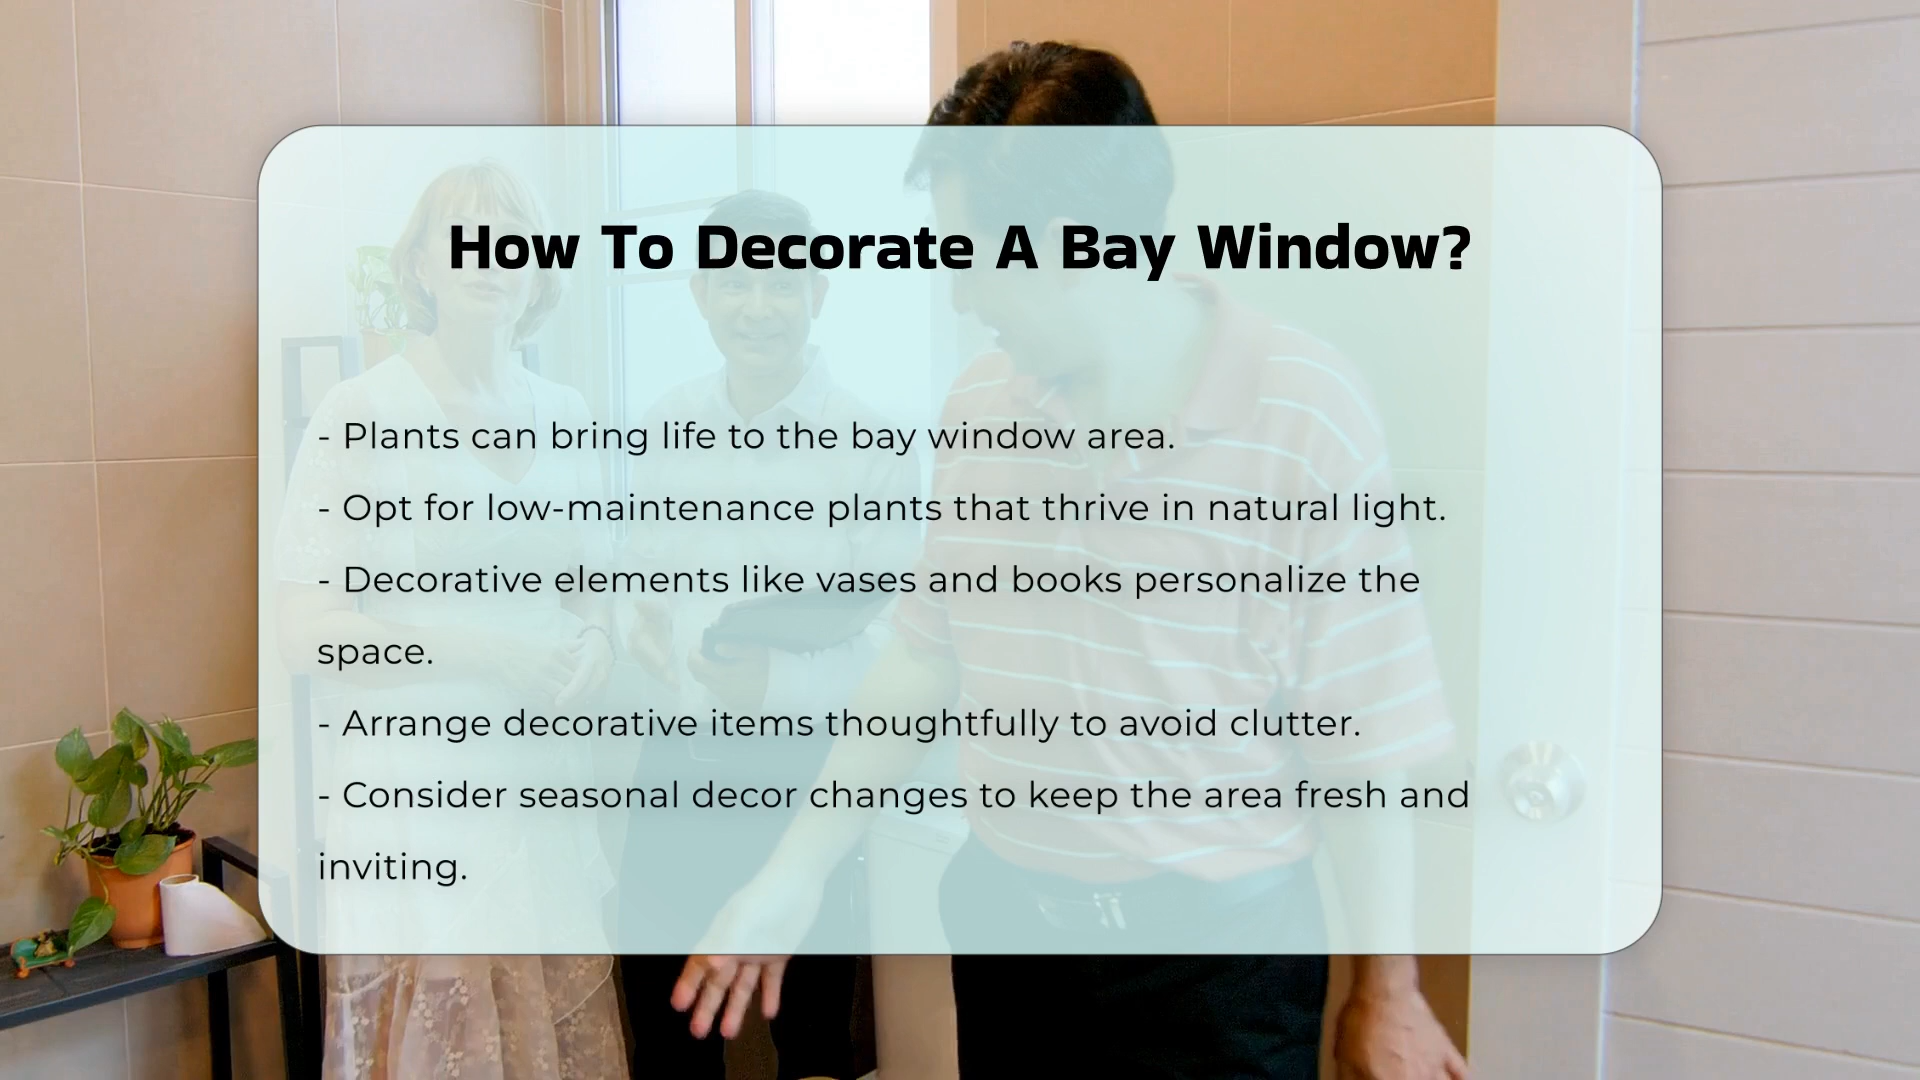 How To Decorate A Bay Window?
- Plants can bring life to the bay window area.
- Opt for low-maintenance plants that thrive in natural light.
- Decorative elements like vases and books personalize the
space.
- Arrange decorative items thoughtfully to avoid clutter.
- Consider seasonal decor changes to keep the area fresh and
inviting.